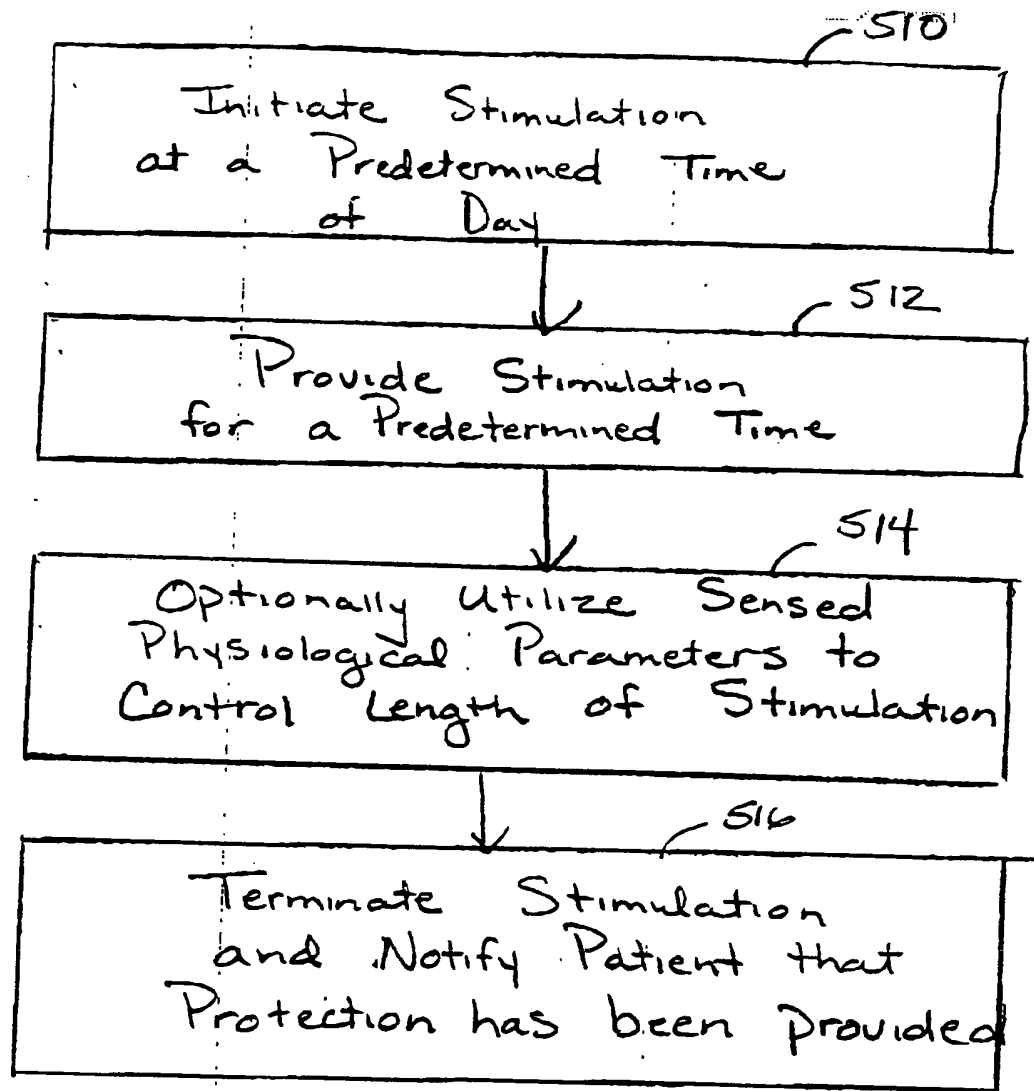 510
Initiate Stimulation
at a Predetermined Time
of Day
512
Provide Stimulation
for a Predetermined Time
514
Optionally Utilize Sensed
Physiological Parameters to
Control Length of Stimulation
516
Terminate Stimulation
and Notify Patient that
Protection has been provided